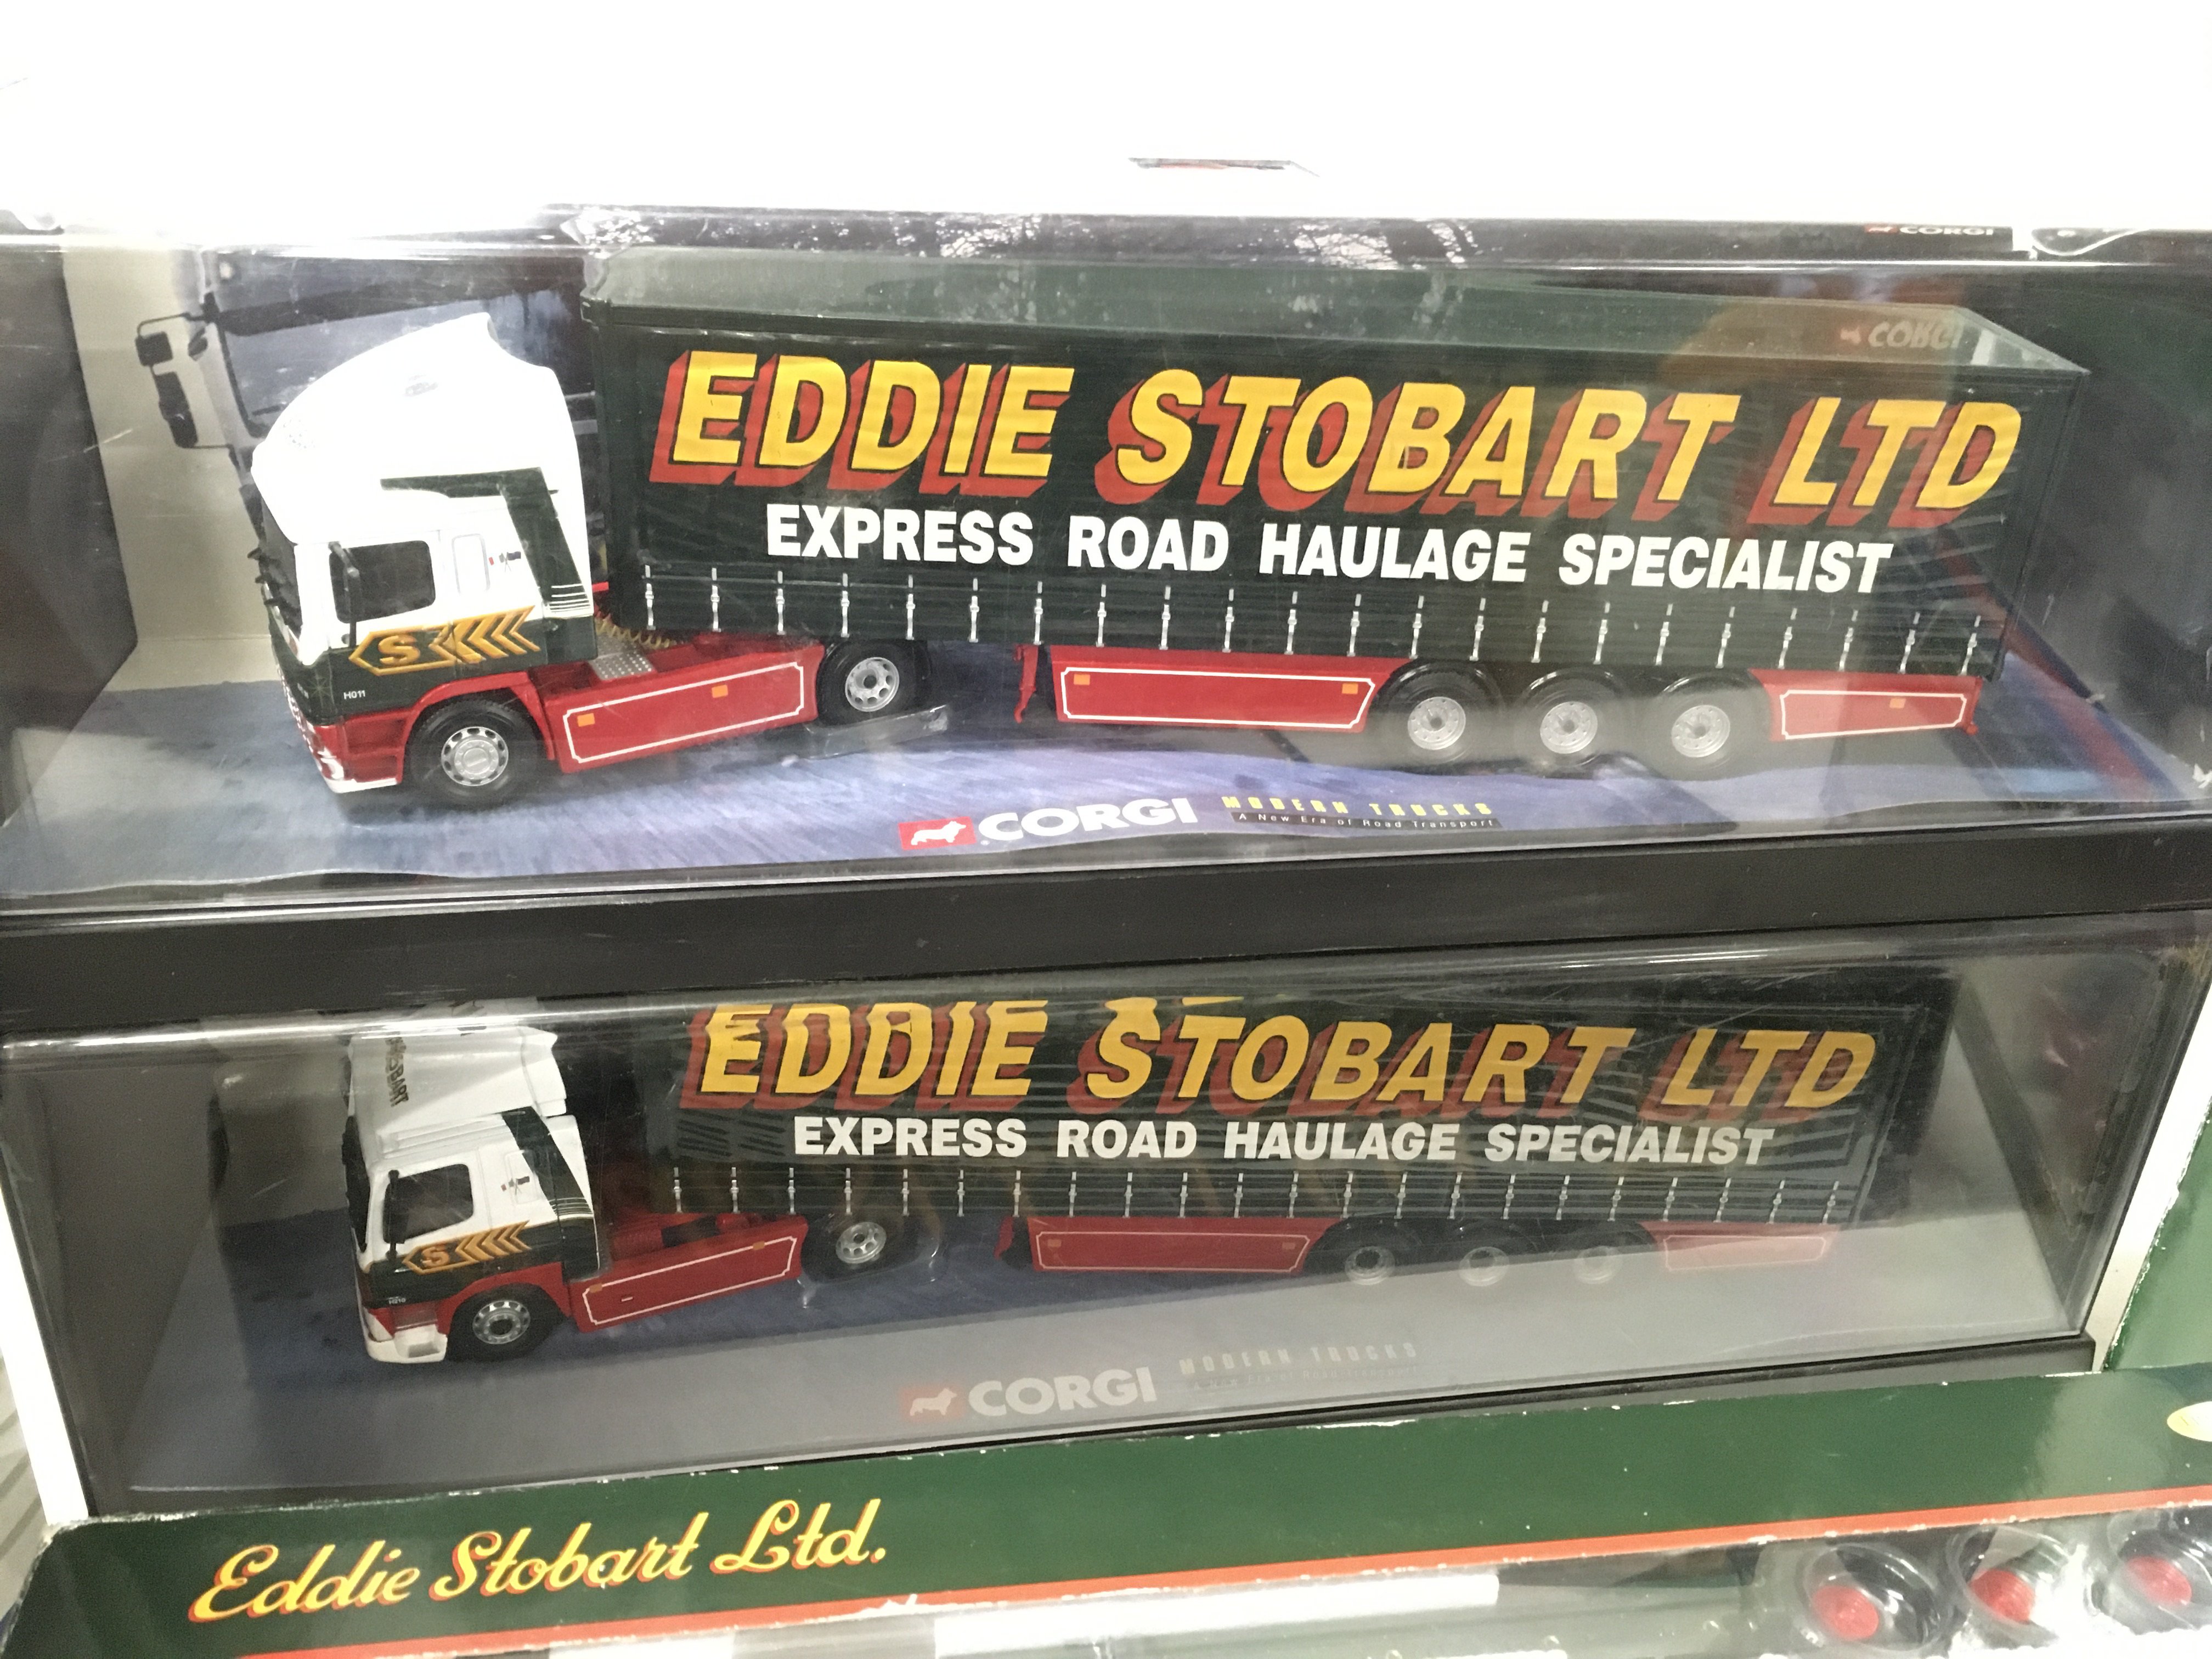 CORGI
CORGI
EDDIE STOBART LTD
EXPRESS ROAD HAULAGE SPECIALIST
S
H011
CORGI MODERN TRUCKS
A New Era of Road Transport
EDDIE STOBART LTD
EXPRESS ROAD HAULAGE SPECIALIST
S
CORGI MODERN TRUCKS
Eddie Stobart Ltd.